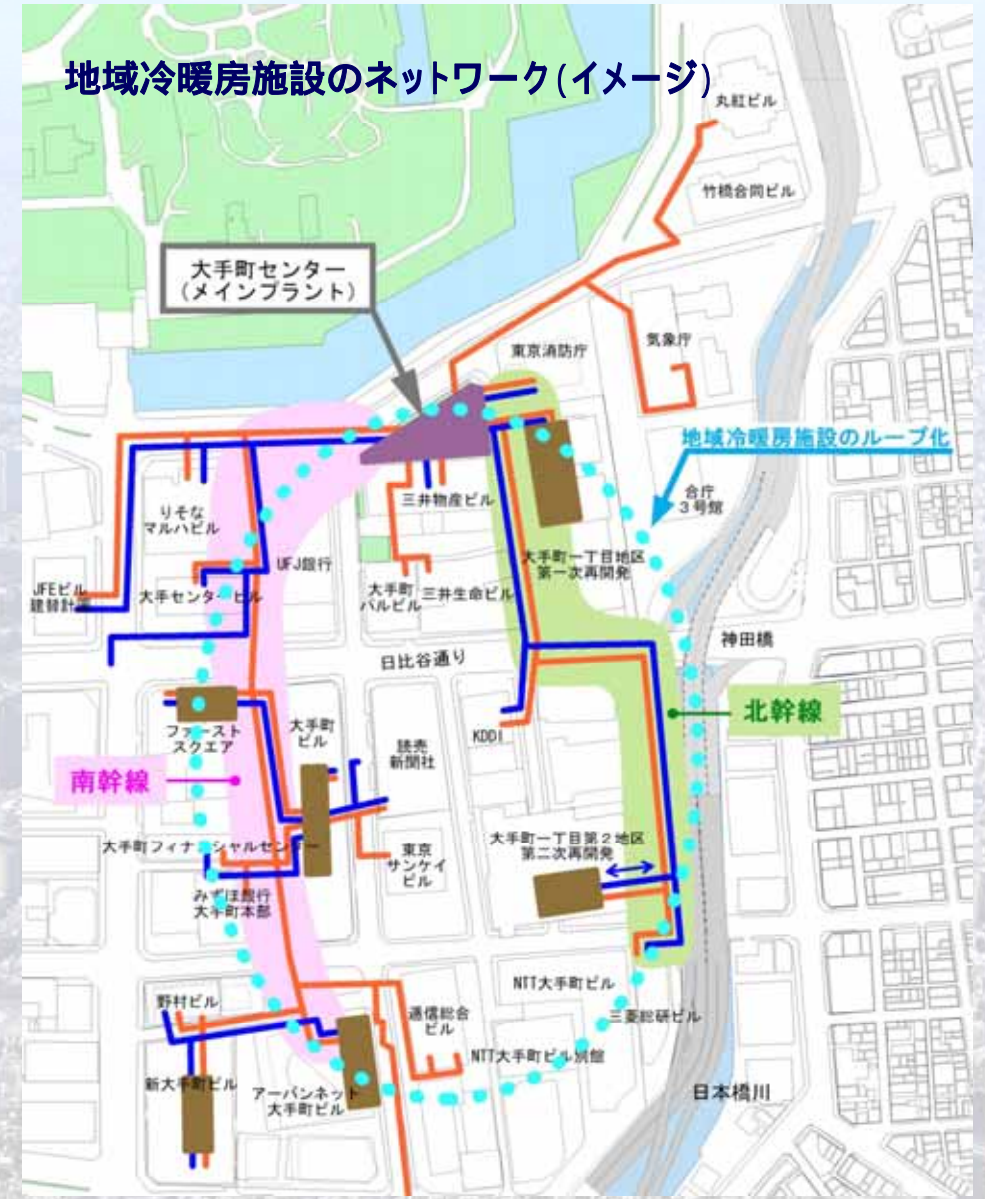 地域冷暖房施設のネットワーク(イメージ)
丸紅ビル
竹橋合同ビル
大手町センター
(メインプラント)
東京消防庁
気象庁
地域冷暖房施設のループ化
合庁
3号館
三井物産ビル
りそな
マルハビル
UFJ銀行
大手町一丁目地区
第一次再開発
JFEビル
建替計画
大手センタービル
大手町
パルビル
三井生命ビル
日比谷通り
神田橋
北幹線
ファースト
スクエア
大手町
ビル
読売
新聞社
KDDI
南幹線
大手町一丁目第2地区
第二次再開発
大手町フィナンシャルセンター
東京
サンケイ
ビル
みずほ銀行
大手町本部
NTT大手町ビル
野村ビル
逓信総合
ビル
三菱総研ビル
NTT大手町ビル別館
新大手町ビル
アーバンネット
大手町ビル
日本橋川